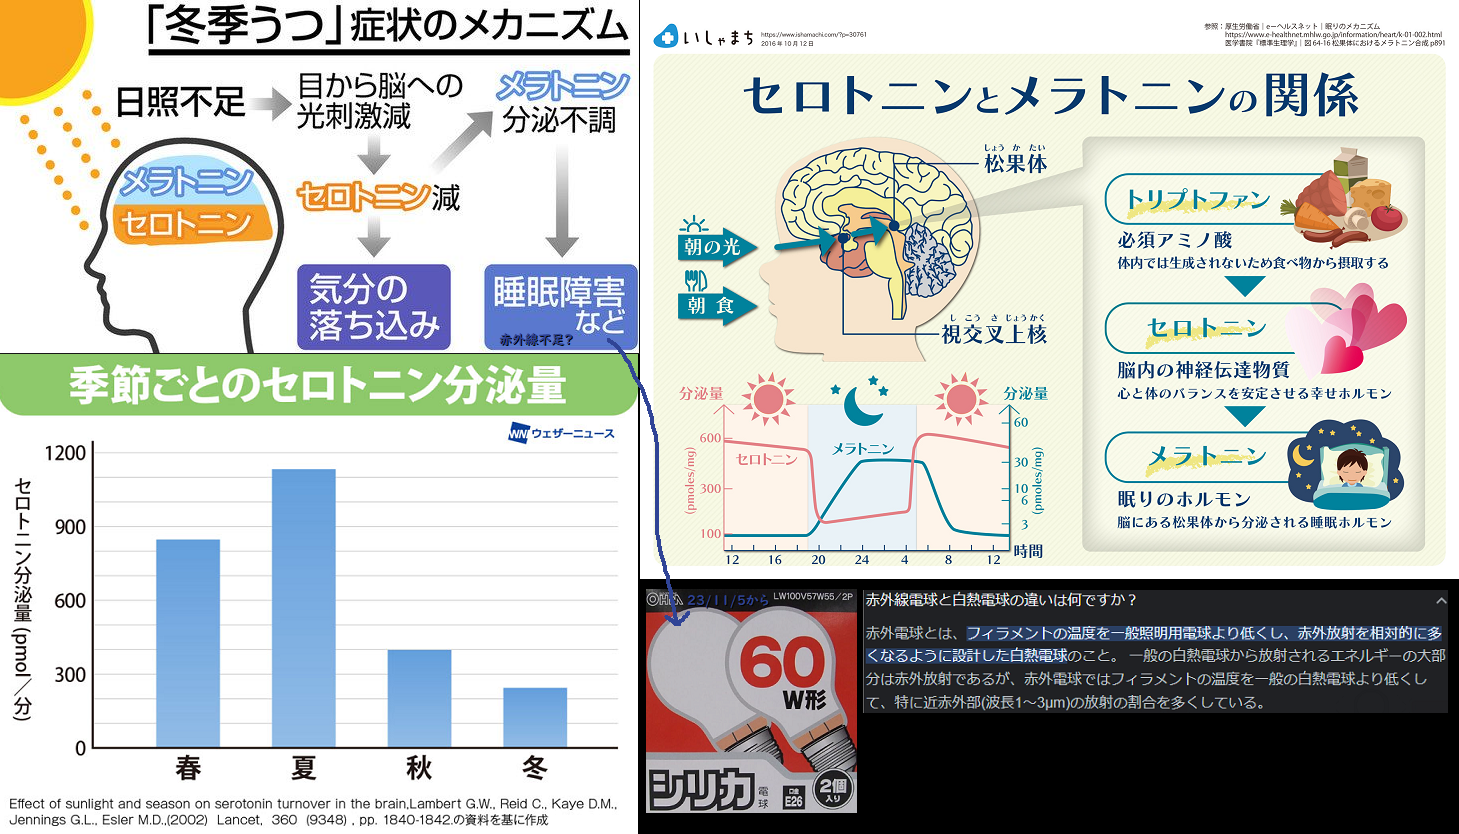 「冬季うつ」症状のメカニズム
日照不足
目から脳への
光刺激減
メラトニン
分泌不調
メラトニン
セロトニン
セロトニン減
気分の
落ち込み
睡眠障害
など
赤外線不足?
季節ごとのセロトニン分泌量
WNI ウェザーニュース
セロトニン分泌量 (pmol/分)
1200
900
600
300
0
春 夏 秋 冬
Effect of sunlight and season on serotonin turnover in the brain,Lambert G.W., Reid C., Kaye D.M.,
Jennings G.L., Esler M.D.,(2002) Lancet, 360 (9348) , pp. 1840-1842.の資料を基に作成
いしゃまち
https://www.ishamachi.com/?p=30761
2016年10月12日
参照:厚生労働省|e-ヘルスネット|眠りのメカニズム
https://www.e-healthnet.mhlw.go.jp/information/heart/k-01-002.html
医学書院『標準生理学』|図64-16 松果体におけるメラトニン合成 p891
セロトニンとメラトニンの関係
しょう か たい
松果体
朝の光
朝食
し こう さ じょうかく
視交叉上核
トリプトファン
必須アミノ酸
体内では生成されないため食べ物から摂取する
セロトニン
脳内の神経伝達物質
心と体のバランスを安定させる幸せホルモン
メラトニン
眠りのホルモン
脳にある松果体から分泌される睡眠ホルモン
分泌量
分泌量
600
300
100
(pmoles/mg)
セロトニン
メラトニン
60
30
10
6
3
(pmoles/mg)
12 16 20 24 4 8 12
時間
OHM 23/11/5から LW100V57W55/2P
60
W形
シリカ
電球
口金
E26
2個
入り
赤外線電球と白熱電球の違いは何ですか?
赤外電球とは、フィラメントの温度を一般照明用電球より低くし、赤外放射を相対的に多
くなるように設計した白熱電球のこと。 一般の白熱電球から放射されるエネルギーの大部
分は赤外放射であるが、赤外電球ではフィラメントの温度を一般の白熱電球より低くし
て、特に近赤外部(波長1〜3μm)の放射の割合を多くしている。